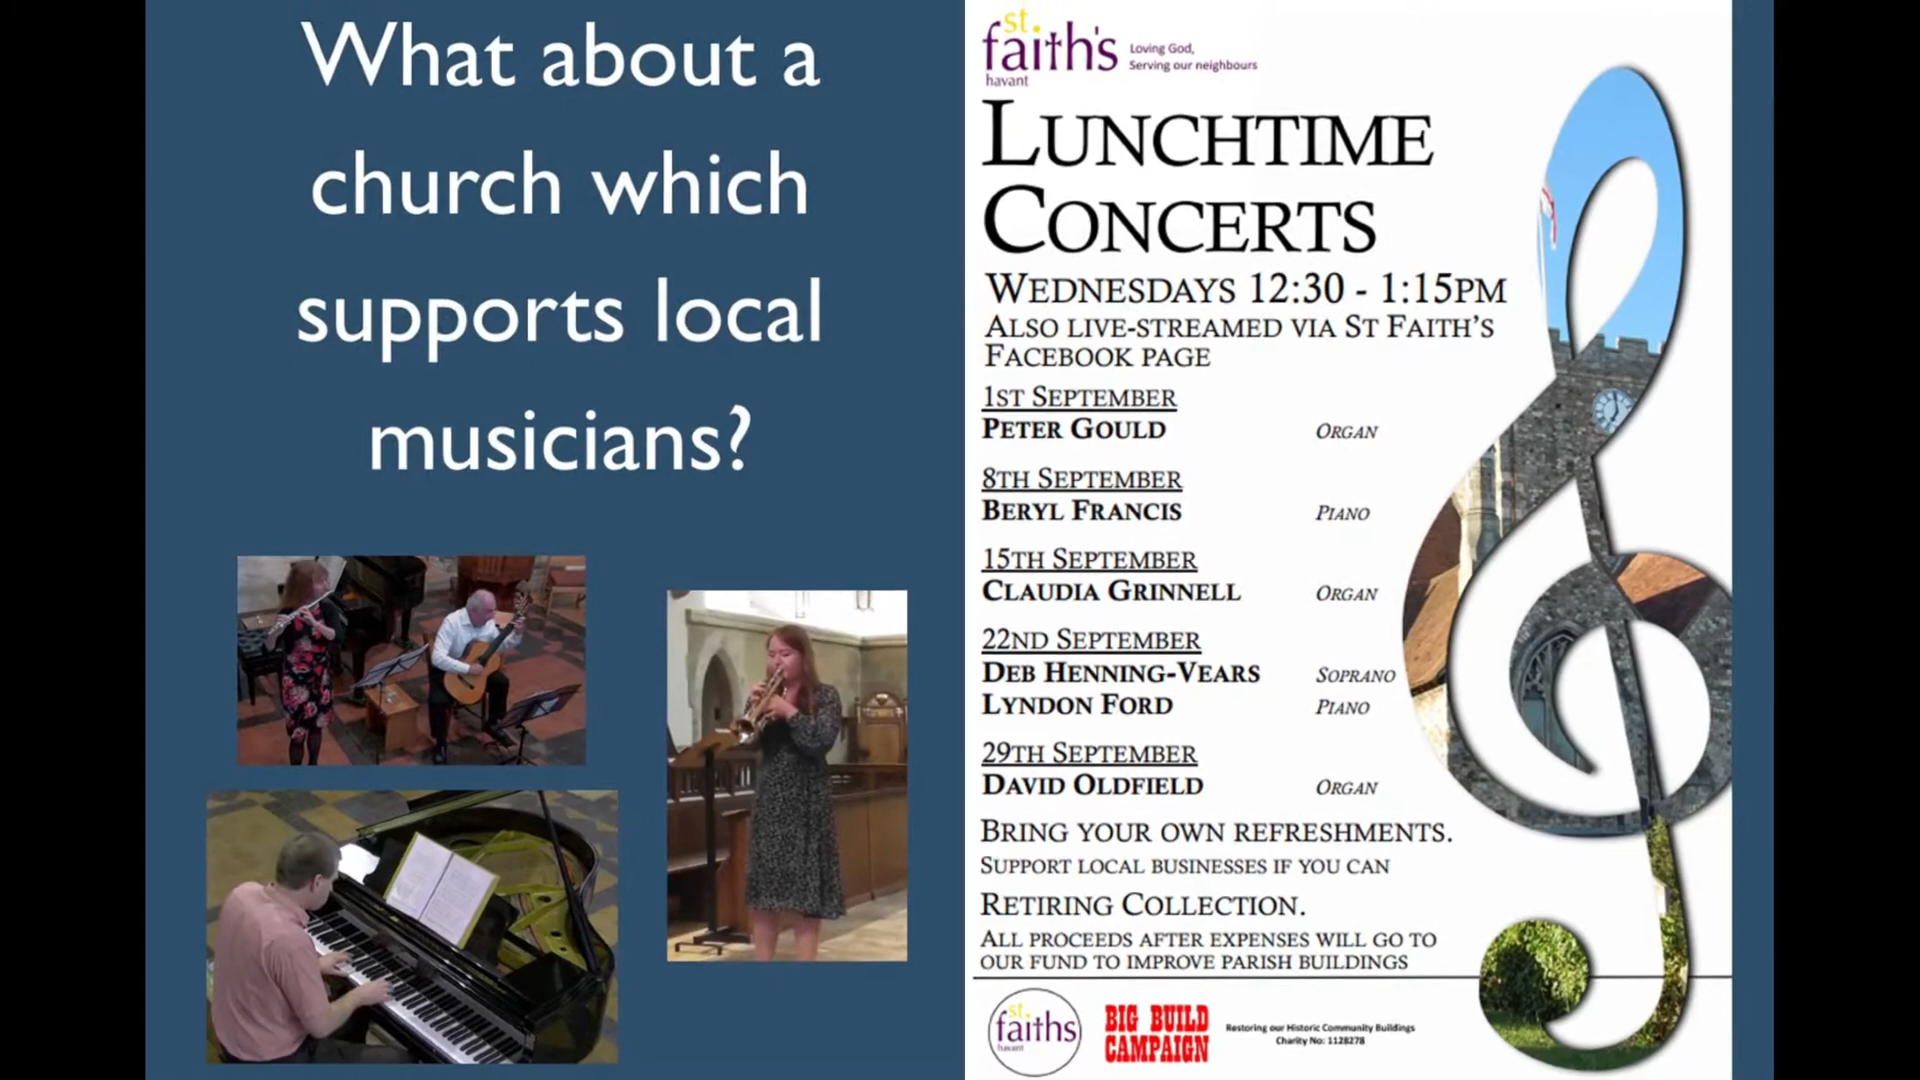 What about a
church which
supports local
musicians?
st.
faith's
havant
Loving God,
Serving our neighbours
LUNCHTIME
CONCERTS
WEDNESDAYS 12:30 - 1:15PM
ALSO LIVE-STREAMED VIA ST FAITH'S
FACEBOOK PAGE
1ST SEPTEMBER
PETER GOULD ORGAN
8TH SEPTEMBER
BERYL FRANCIS PIANO
15TH SEPTEMBER
CLAUDIA GRINNELL ORGAN
22ND SEPTEMBER
DEB HENNING-VEARS SOPRANO
LYNDON FORD PIANO
29TH SEPTEMBER
DAVID OLDFIELD ORGAN
BRING YOUR OWN REFRESHMENTS.
SUPPORT LOCAL BUSINESSES IF YOU CAN
RETIRING COLLECTION.
ALL PROCEEDS AFTER EXPENSES WILL GO TO
OUR FUND TO IMPROVE PARISH BUILDINGS
st.
faiths
havant
BIG BUILD
CAMPAIGN
Restoring our Historic Community Buildings
Charity No: 1128278